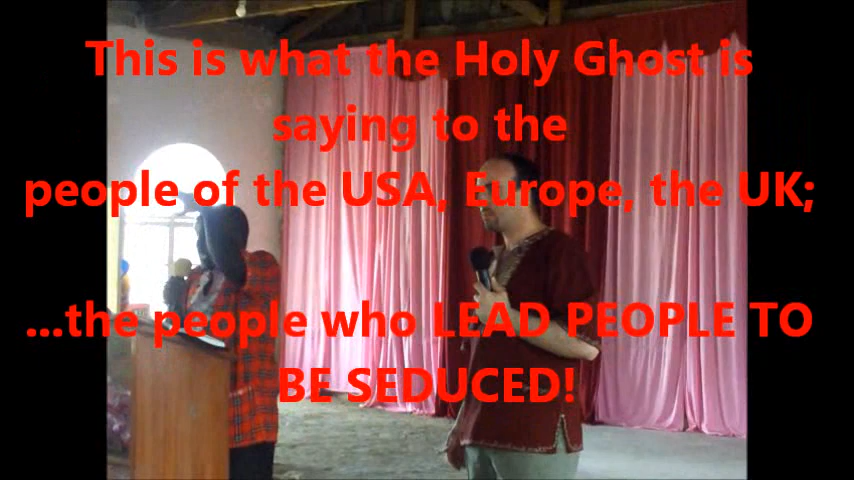 This is what the Holy Ghost is
saying to the
people of the USA, Europe, the UK;
...the people who LEAD PEOPLE TO
BE SEDUCED!